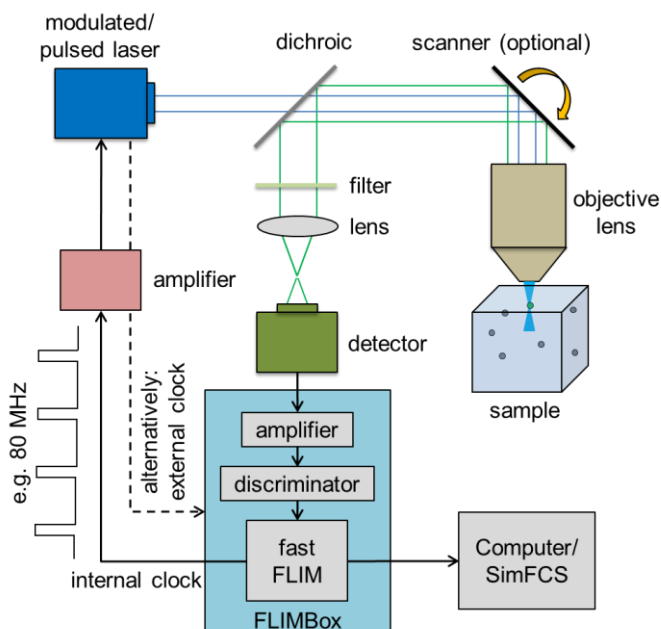 modulated/
pulsed laser
dichroic
scanner (optional)
filter
lens
objective
lens
amplifier
detector
sample
e.g. 80 MHz
alternatively:
external clock
amplifier
discriminator
fast
FLIM
Computer/
SimFCS
internal clock
FLIMBox